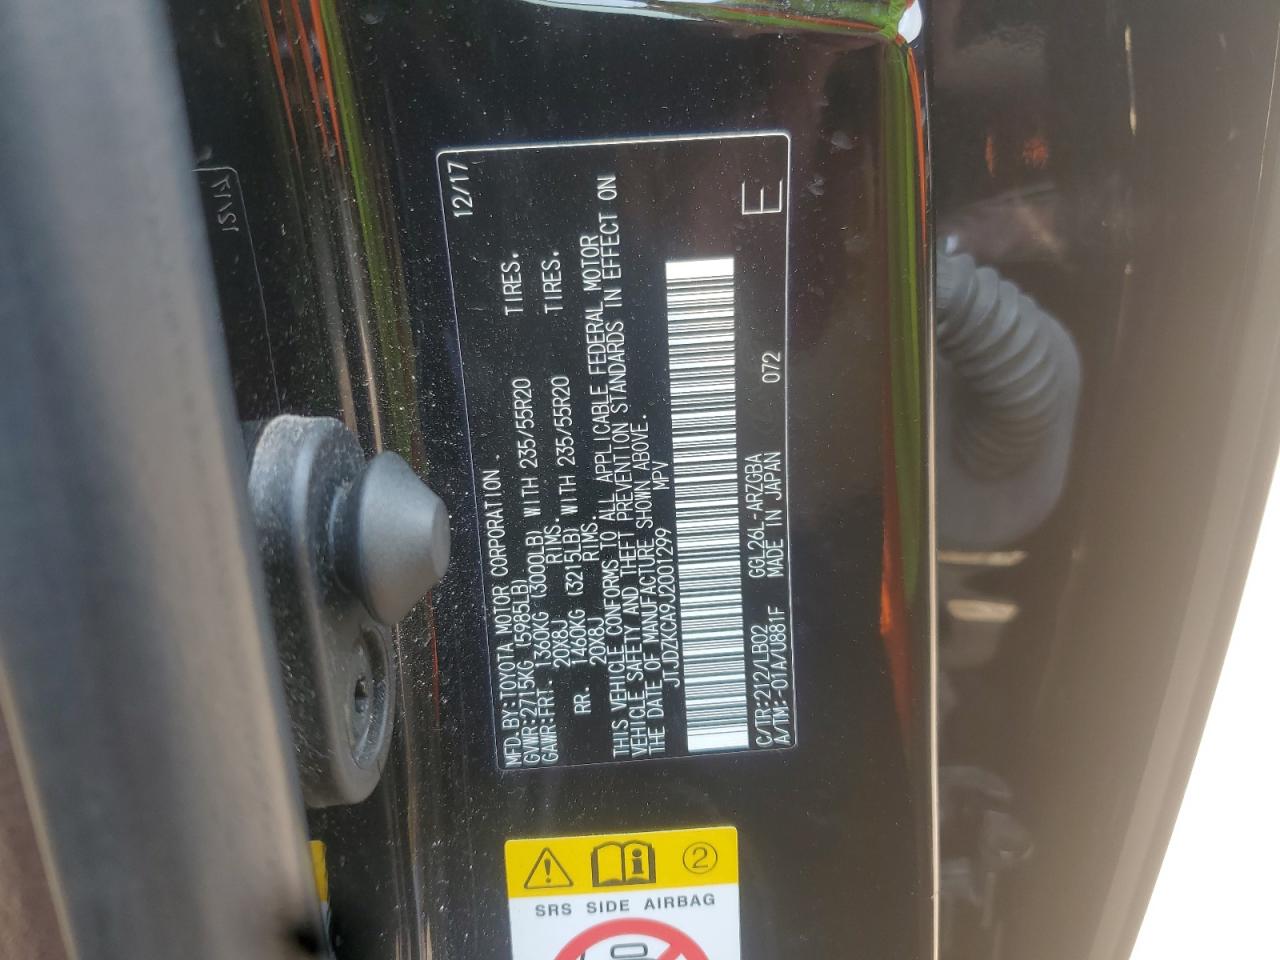 12/17
MFD.BY:TOYOTA MOTOR CORPORATION.
GVWR:2715KG (5985LB)
GAWR:FRT. 1360KG (3000LB) WITH 235/55R20 TIRES.
20X8J RIMS.
RR. 1460KG (3215LB) WITH 235/55R20 TIRES.
20X8J RIMS.
THIS VEHICLE CONFORMS TO ALL APPLICABLE FEDERAL MOTOR
VEHICLE SAFETY AND THEFT PREVENTION STANDARDS IN EFFECT ON
THE DATE OF MANUFACTURE SHOWN ABOVE.
JTJDZKCA9J2001299 MPV
C/TR:212/LB02 GGL26L-ARZGBA 072
A/TM:-01A/U881F MADE IN JAPAN E
2
SRS SIDE AIRBAG